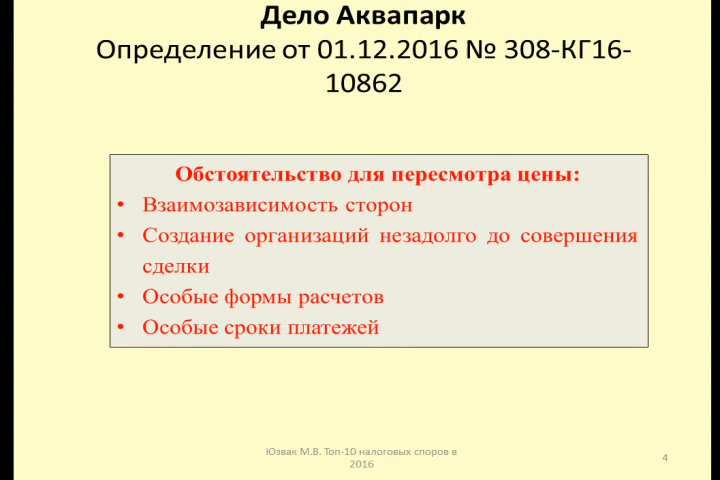 Дело Аквапарк
Определение от 01.12.2016 № 308-КГ16-
10862
Обстоятельство для пересмотра цены:
• Взаимозависимость сторон
• Создание организаций незадолго до совершения
сделки
• Особые формы расчетов
• Особые сроки платежей
Юзвак М.В. Топ-10 налоговых споров в
2016
4